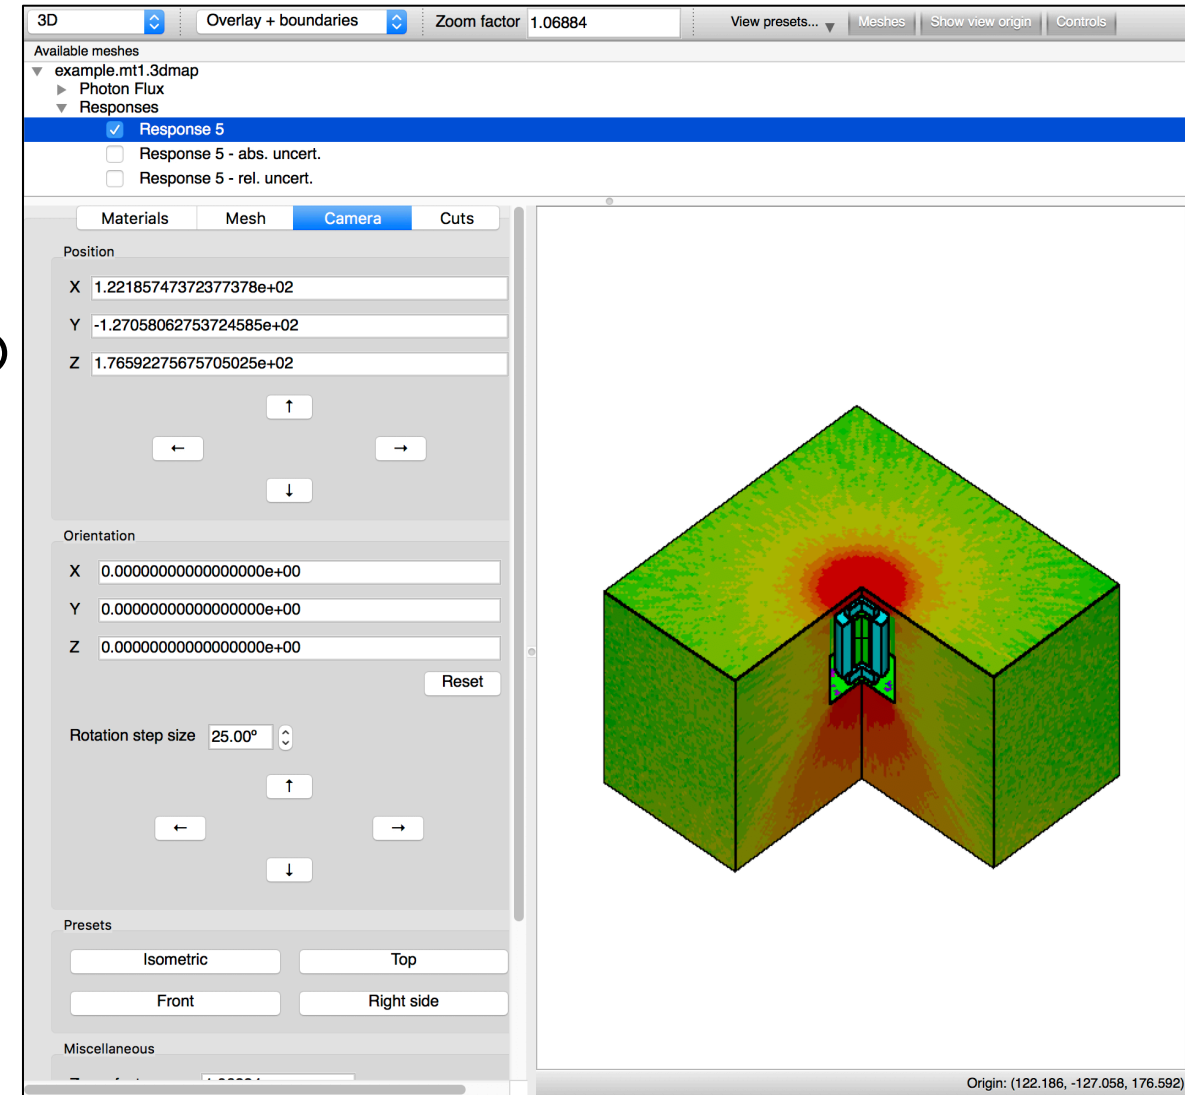 3D Overlay + boundaries Zoom factor 1.06884 View presets... Meshes Show view origin Controls
Available meshes
example.mt1.3dmap
Photon Flux
Responses
Response 5
Response 5 - abs. uncert.
Response 5 - rel. uncert.
Materials Mesh Camera Cuts
Position
X 1.22185747372377378e+02
Y -1.27058062753724585e+02
Z 1.76592275675705025e+02
↑
← →
↓
Orientation
X 0.00000000000000000e+00
Y 0.00000000000000000e+00
Z 0.00000000000000000e+00
Reset
Rotation step size 25.00°
↑
← →
↓
Presets
Isometric Top
Front Right side
Miscellaneous
Origin: (122.186, -127.058, 176.592)